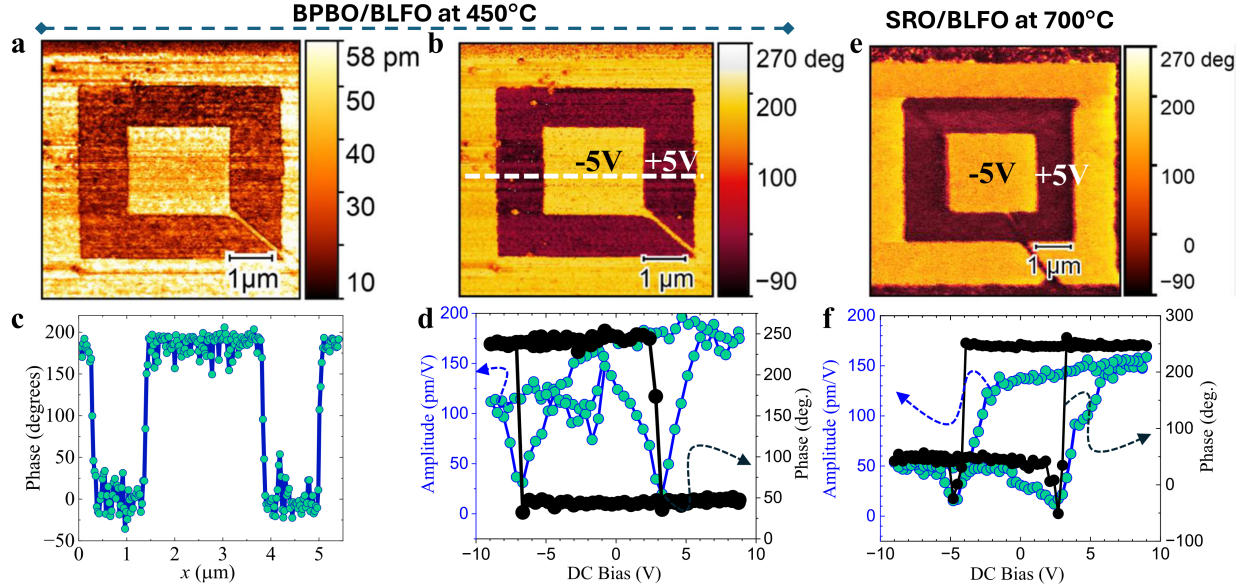 BPBO/BLFO at 450°C
SRO/BLFO at 700°C
a
58 pm
50
40
30
10
1µm
b
-5V
+5V
270 deg
200
100
−90
1 µm
e
-5V
+5V
270 deg
200
100
0
−90
1 µm
c
200
150
100
50
0
−50
Phase (degrees)
0 1 2 3 4 5
x (µm)
d
200
150
100
50
0
Amplitude (pm/V)
250
200
150
100
50
0
Phase (deg.)
−10 −5 0 5 10
DC Bias (V)
f
200
150
100
50
0
Amplitude (pm/V)
300
200
100
0
−100
Phase (deg.)
−10 −5 0 5 10
DC Bias (V)